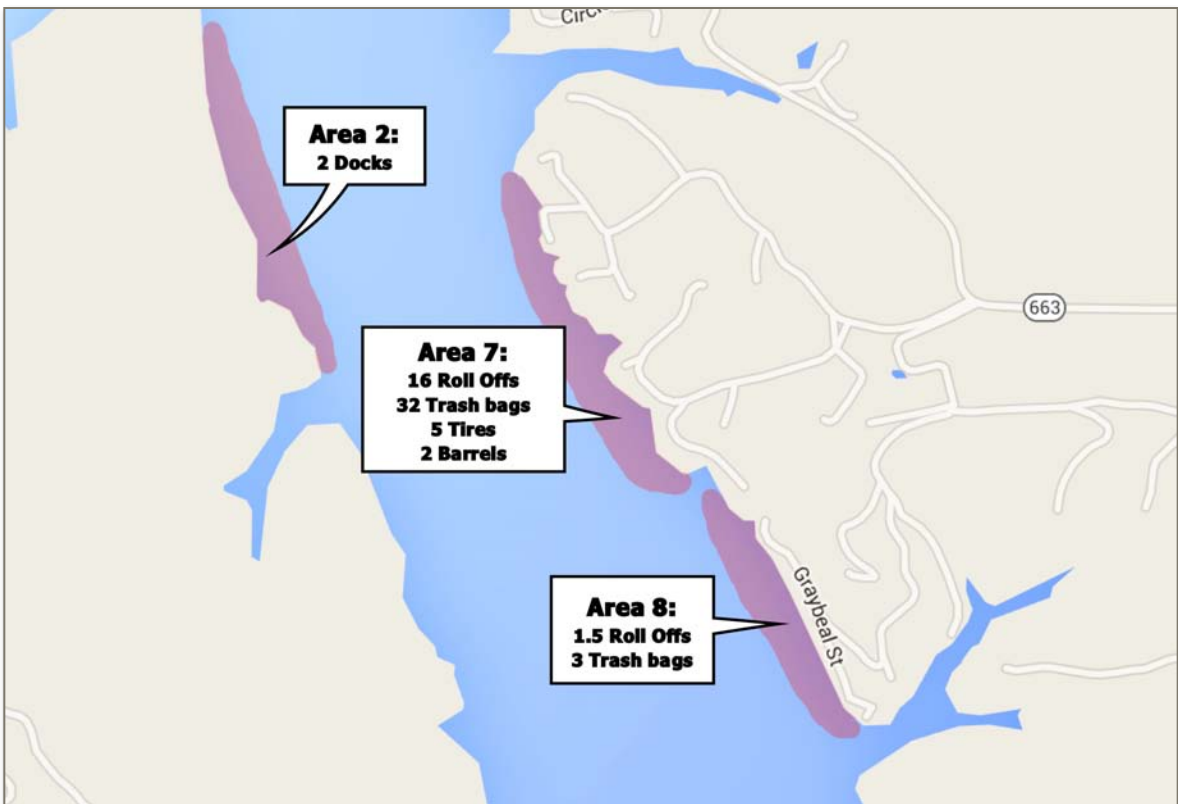 Circle
Area 2:
2 Docks
663
Area 7:
16 Roll Offs
32 Trash bags
5 Tires
2 Barrels
Graybeal St
Area 8:
1.5 Roll Offs
3 Trash bags